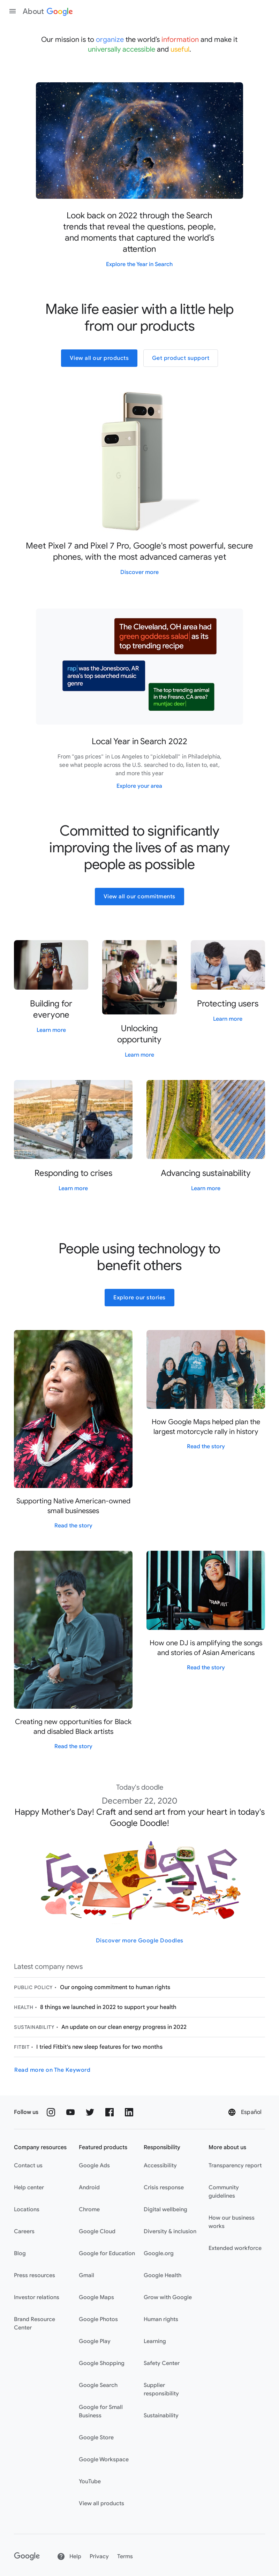 About Google
Our mission is to organize the world's information and make it
universally accessible and useful.
Look back on 2022 through the Search
trends that reveal the questions, people,
and moments that captured the world's
attention
Explore the Year in Search
Make life easier with a little help
from our products
View all our products
Get product support
Meet Pixel 7 and Pixel 7 Pro, Google's most powerful, secure
phones, with the most advanced cameras yet
Discover more
The Cleveland, OH area had
green goddess salad| as its
top trending recipe
rap| was the Jonesboro, AR
area's top searched music
genre
The top trending animal
in the Fresno, CA area?
muntjac deer|
Local Year in Search 2022
From "gas prices" in Los Angeles to "pickleball" in Philadelphia,
see what people across the U.S. searched to do, listen to, eat,
and more this year
Explore your area
Committed to significantly
improving the lives of as many
people as possible
View all our commitments
Building for
everyone
Learn more
Unlocking
opportunity
Learn more
Protecting users
Learn more
Responding to crises
Learn more
Advancing sustainability
Learn more
People using technology to
benefit others
Explore our stories
Supporting Native American-owned
small businesses
Read the story
How Google Maps helped plan the
largest motorcycle rally in history
Read the story
Creating new opportunities for Black
and disabled Black artists
Read the story
How one DJ is amplifying the songs
and stories of Asian Americans
Read the story
Today's doodle
December 22, 2020
Happy Mother's Day! Craft and send art from your heart in today's
Google Doodle!
Discover more Google Doodles
Latest company news
PUBLIC POLICY • Our ongoing commitment to human rights
HEALTH • 8 things we launched in 2022 to support your health
SUSTAINABILITY • An update on our clean energy progress in 2022
FITBIT • I tried Fitbit's new sleep features for two months
Read more on The Keyword
Follow us
Español
Company resources
Contact us
Help center
Locations
Careers
Blog
Press resources
Investor relations
Brand Resource
Center
Featured products
Google Ads
Android
Chrome
Google Cloud
Google for Education
Gmail
Google Maps
Google Photos
Google Play
Google Shopping
Google Search
Google for Small
Business
Google Store
Google Workspace
YouTube
View all products
Responsibility
Accessibility
Crisis response
Digital wellbeing
Diversity & inclusion
Google.org
Google Health
Grow with Google
Human rights
Learning
Safety Center
Supplier
responsibility
Sustainability
More about us
Transparency report
Community
guidelines
How our business
works
Extended workforce
Google
Help
Privacy
Terms